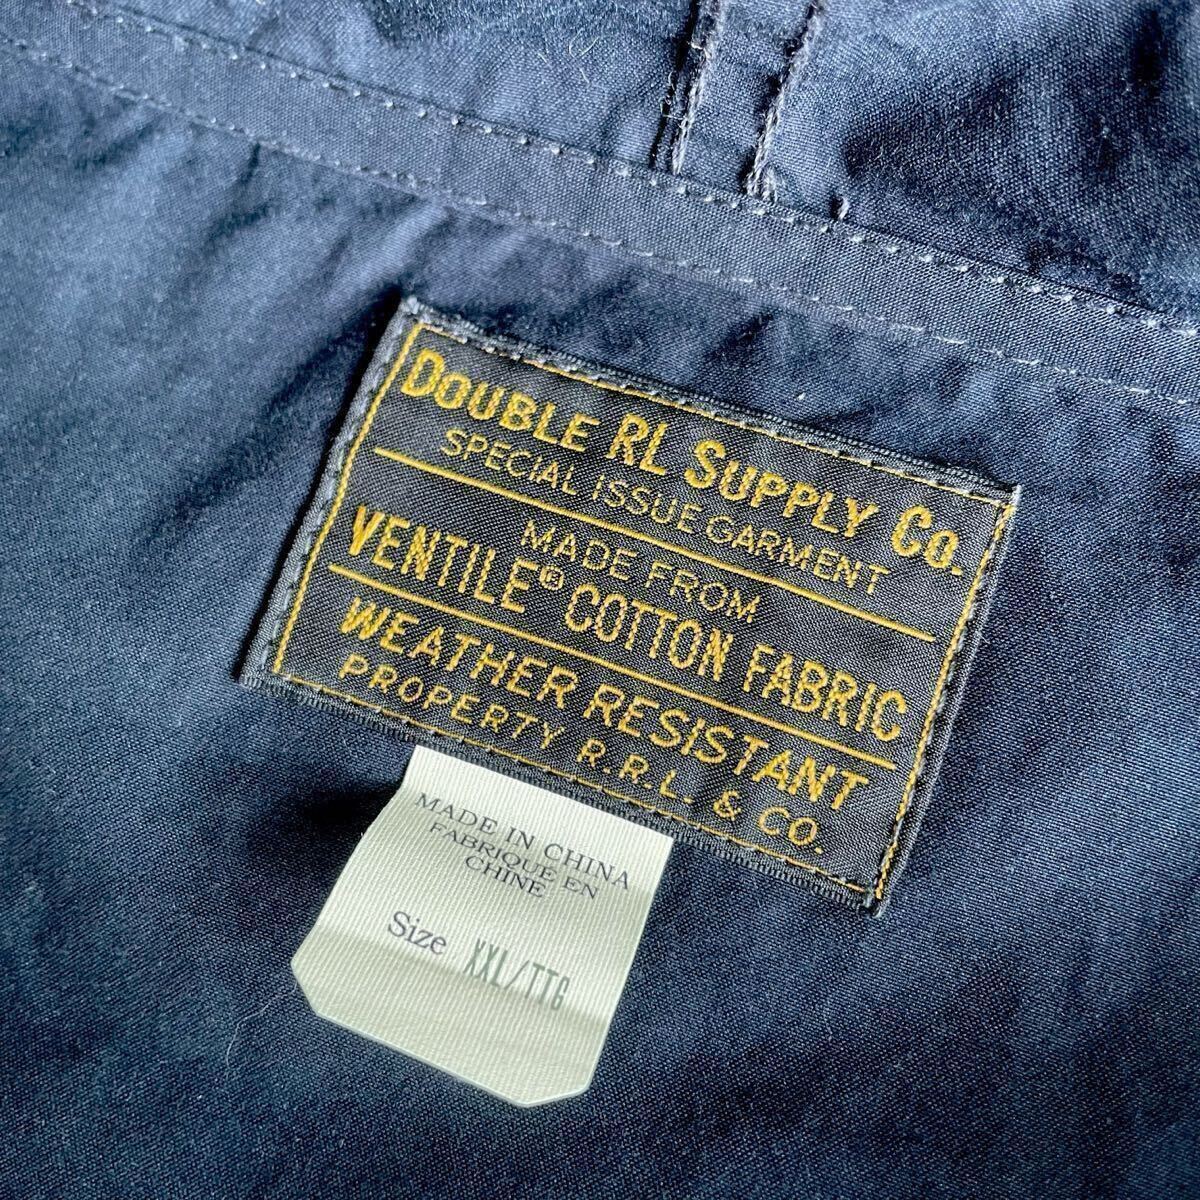 DOUBLE RL SUPPLY CO.
SPECIAL ISSUE GARMENT
MADE FROM
VENTILE® COTTON FABRIC
WEATHER RESISTANT
PROPERTY R.R.L. & CO.
MADE IN CHINA
FABRIQUE EN
CHINE
Size XXL/TTG